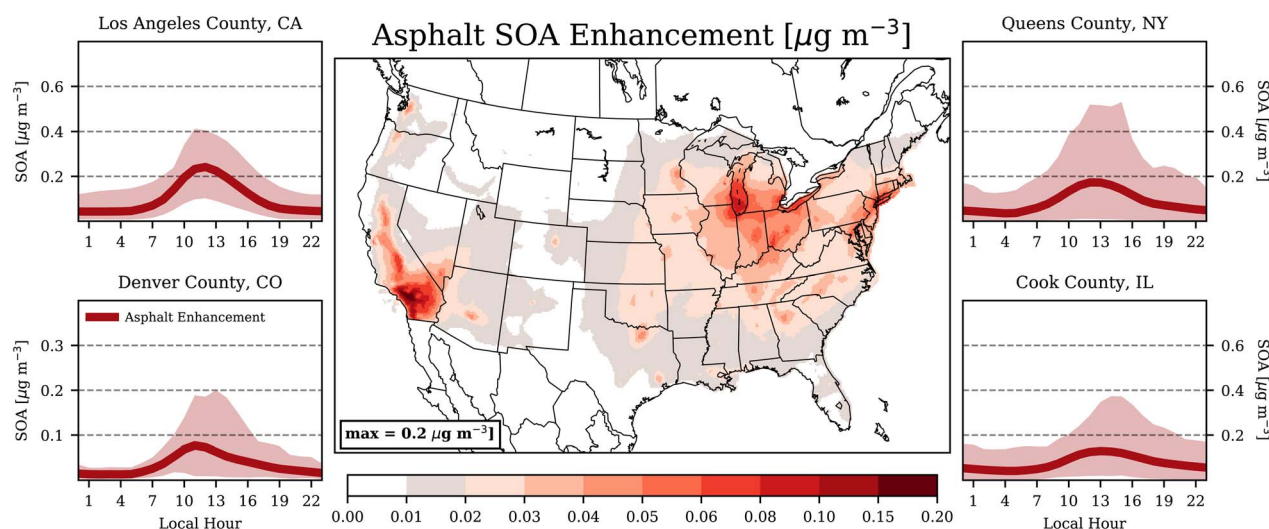 Los Angeles County, CA
SOA [μg m⁻³]
0.6
0.4
0.2
1 4 7 10 13 16 19 22
Denver County, CO
Asphalt Enhancement
SOA [μg m⁻³]
0.3
0.2
0.1
1 4 7 10 13 16 19 22
Local Hour
Asphalt SOA Enhancement [μg m⁻³]
max = 0.2 μg m⁻³]
0.00 0.01 0.02 0.03 0.04 0.05 0.06 0.08 0.10 0.15 0.20
Queens County, NY
0.6
0.4
0.2
SOA [μg m⁻³]
1 4 7 10 13 16 19 22
Cook County, IL
0.6
0.4
0.2
SOA [μg m⁻³]
1 4 7 10 13 16 19 22
Local Hour